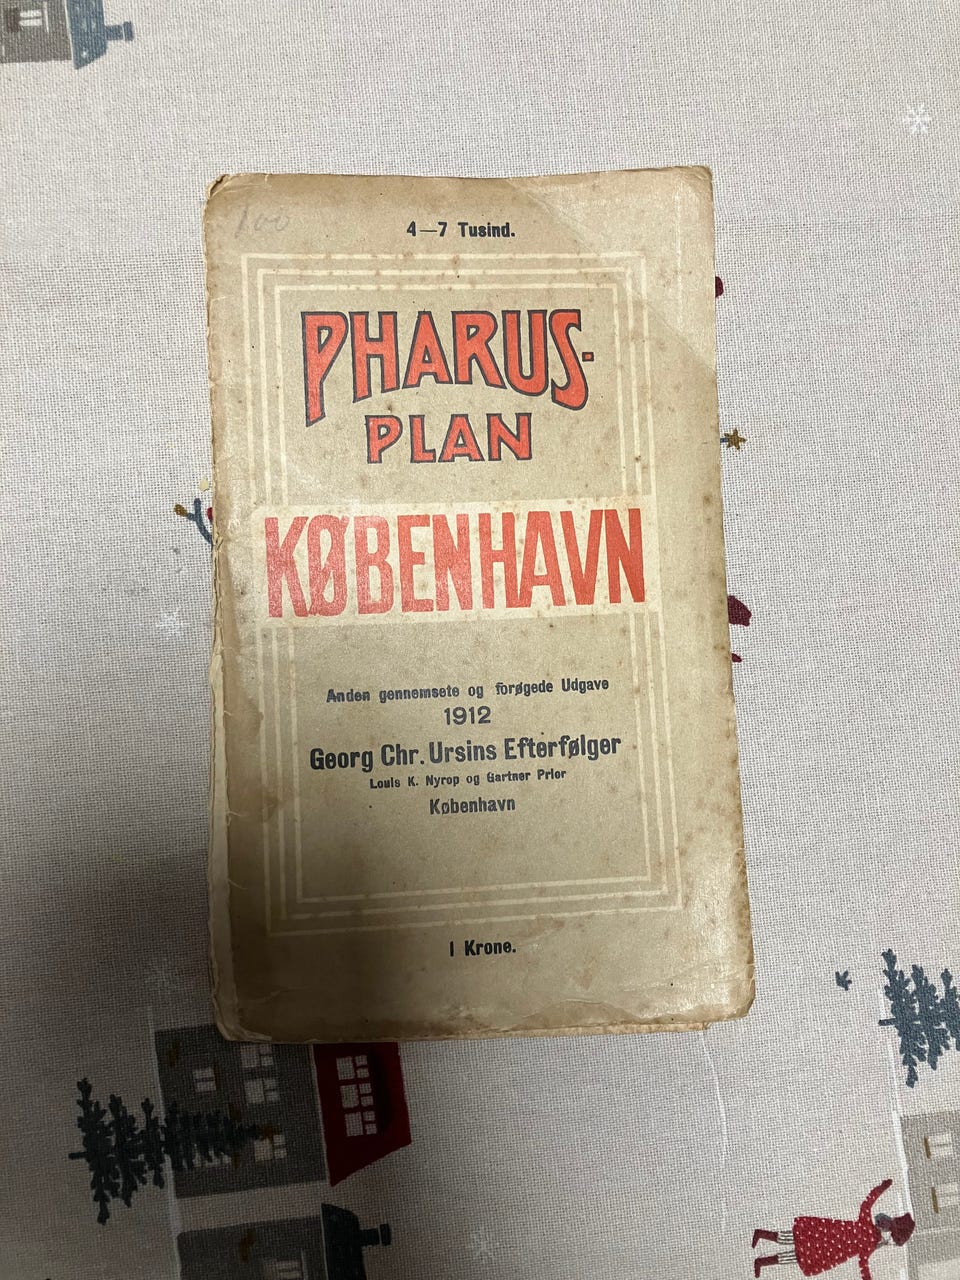 100
4—7 Tusind.
PHARUS-
PLAN
KØBENHAVN
Anden gennemsete og forøgede Udgave
1912
Georg Chr. Ursins Efterfølger
Louis K. Nyrop og Gartner Prior
København
1 Krone.